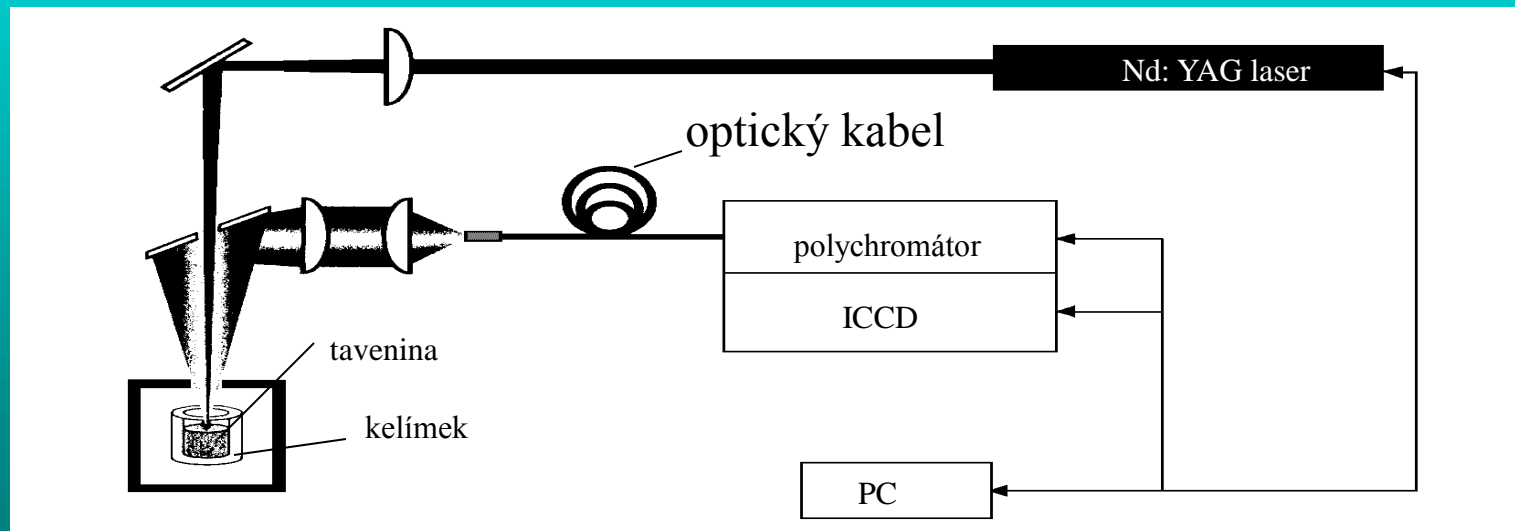 Nd: YAG laser
optický kabel
polychromátor
ICCD
tavenina
kelímek
PC